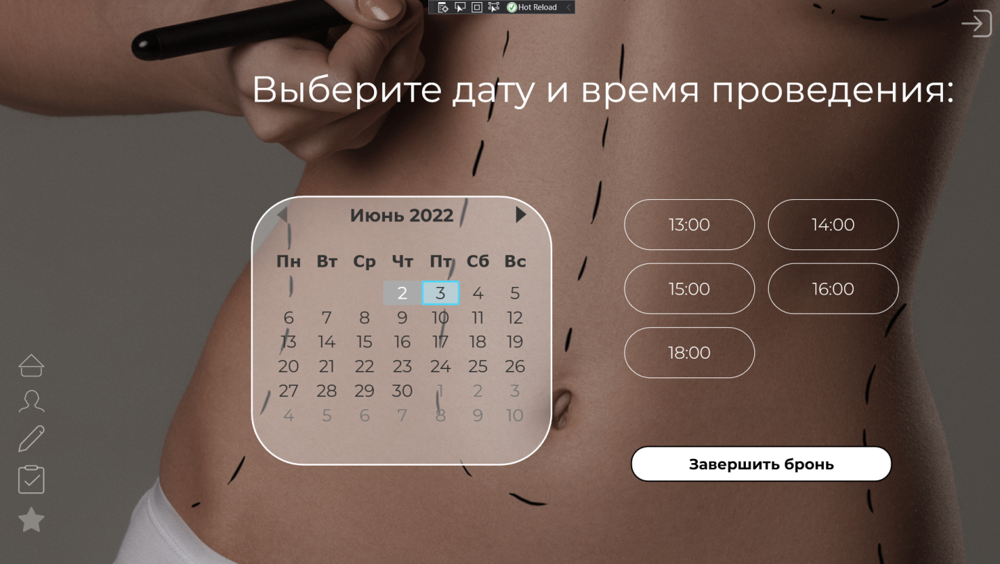 Hot Reload
Выберите дату и время проведения:
Июнь 2022
Пн Вт Ср Чт Пт Сб Вс
2 3 4 5
6 7 8 9 10 11 12
13 14 15 16 17 18 19
20 21 22 23 24 25 26
27 28 29 30 1 2 3
4 5 6 7 8 9 10
13:00 14:00
15:00 16:00
18:00
Завершить бронь